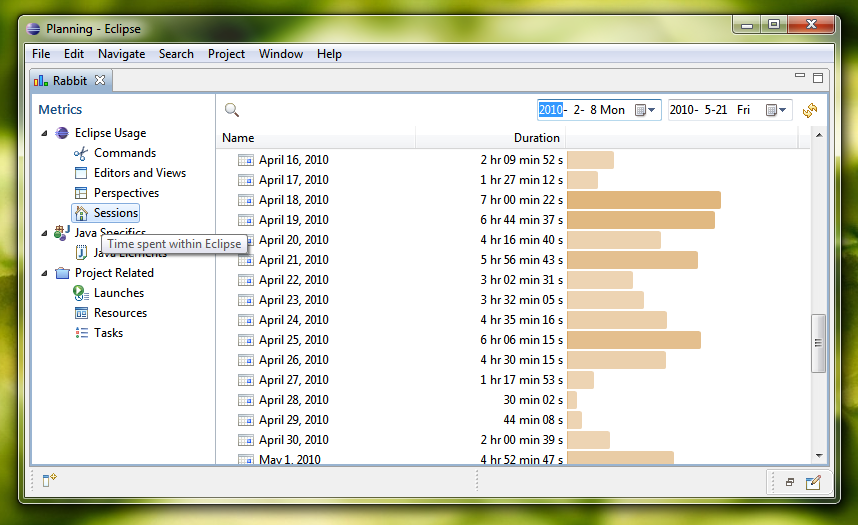 Planning - Eclipse
File Edit Navigate Search Project Window Help
Rabbit
Metrics
Eclipse Usage
Commands
Editors and Views
Perspectives
Sessions
Java Specifics
Time spent within Eclipse
Java Elements
Project Related
Launches
Resources
Tasks
2010- 2- 8 Mon 2010- 5-21 Fri
Name Duration
April 16, 2010 2 hr 09 min 52 s
April 17, 2010 1 hr 27 min 12 s
April 18, 2010 7 hr 00 min 22 s
April 19, 2010 6 hr 44 min 37 s
April 20, 2010 4 hr 16 min 40 s
April 21, 2010 5 hr 56 min 43 s
April 22, 2010 3 hr 02 min 31 s
April 23, 2010 3 hr 32 min 05 s
April 24, 2010 4 hr 35 min 16 s
April 25, 2010 6 hr 06 min 15 s
April 26, 2010 4 hr 30 min 15 s
April 27, 2010 1 hr 17 min 53 s
April 28, 2010 30 min 02 s
April 29, 2010 44 min 08 s
April 30, 2010 2 hr 00 min 39 s
May 1, 2010 4 hr 52 min 47 s